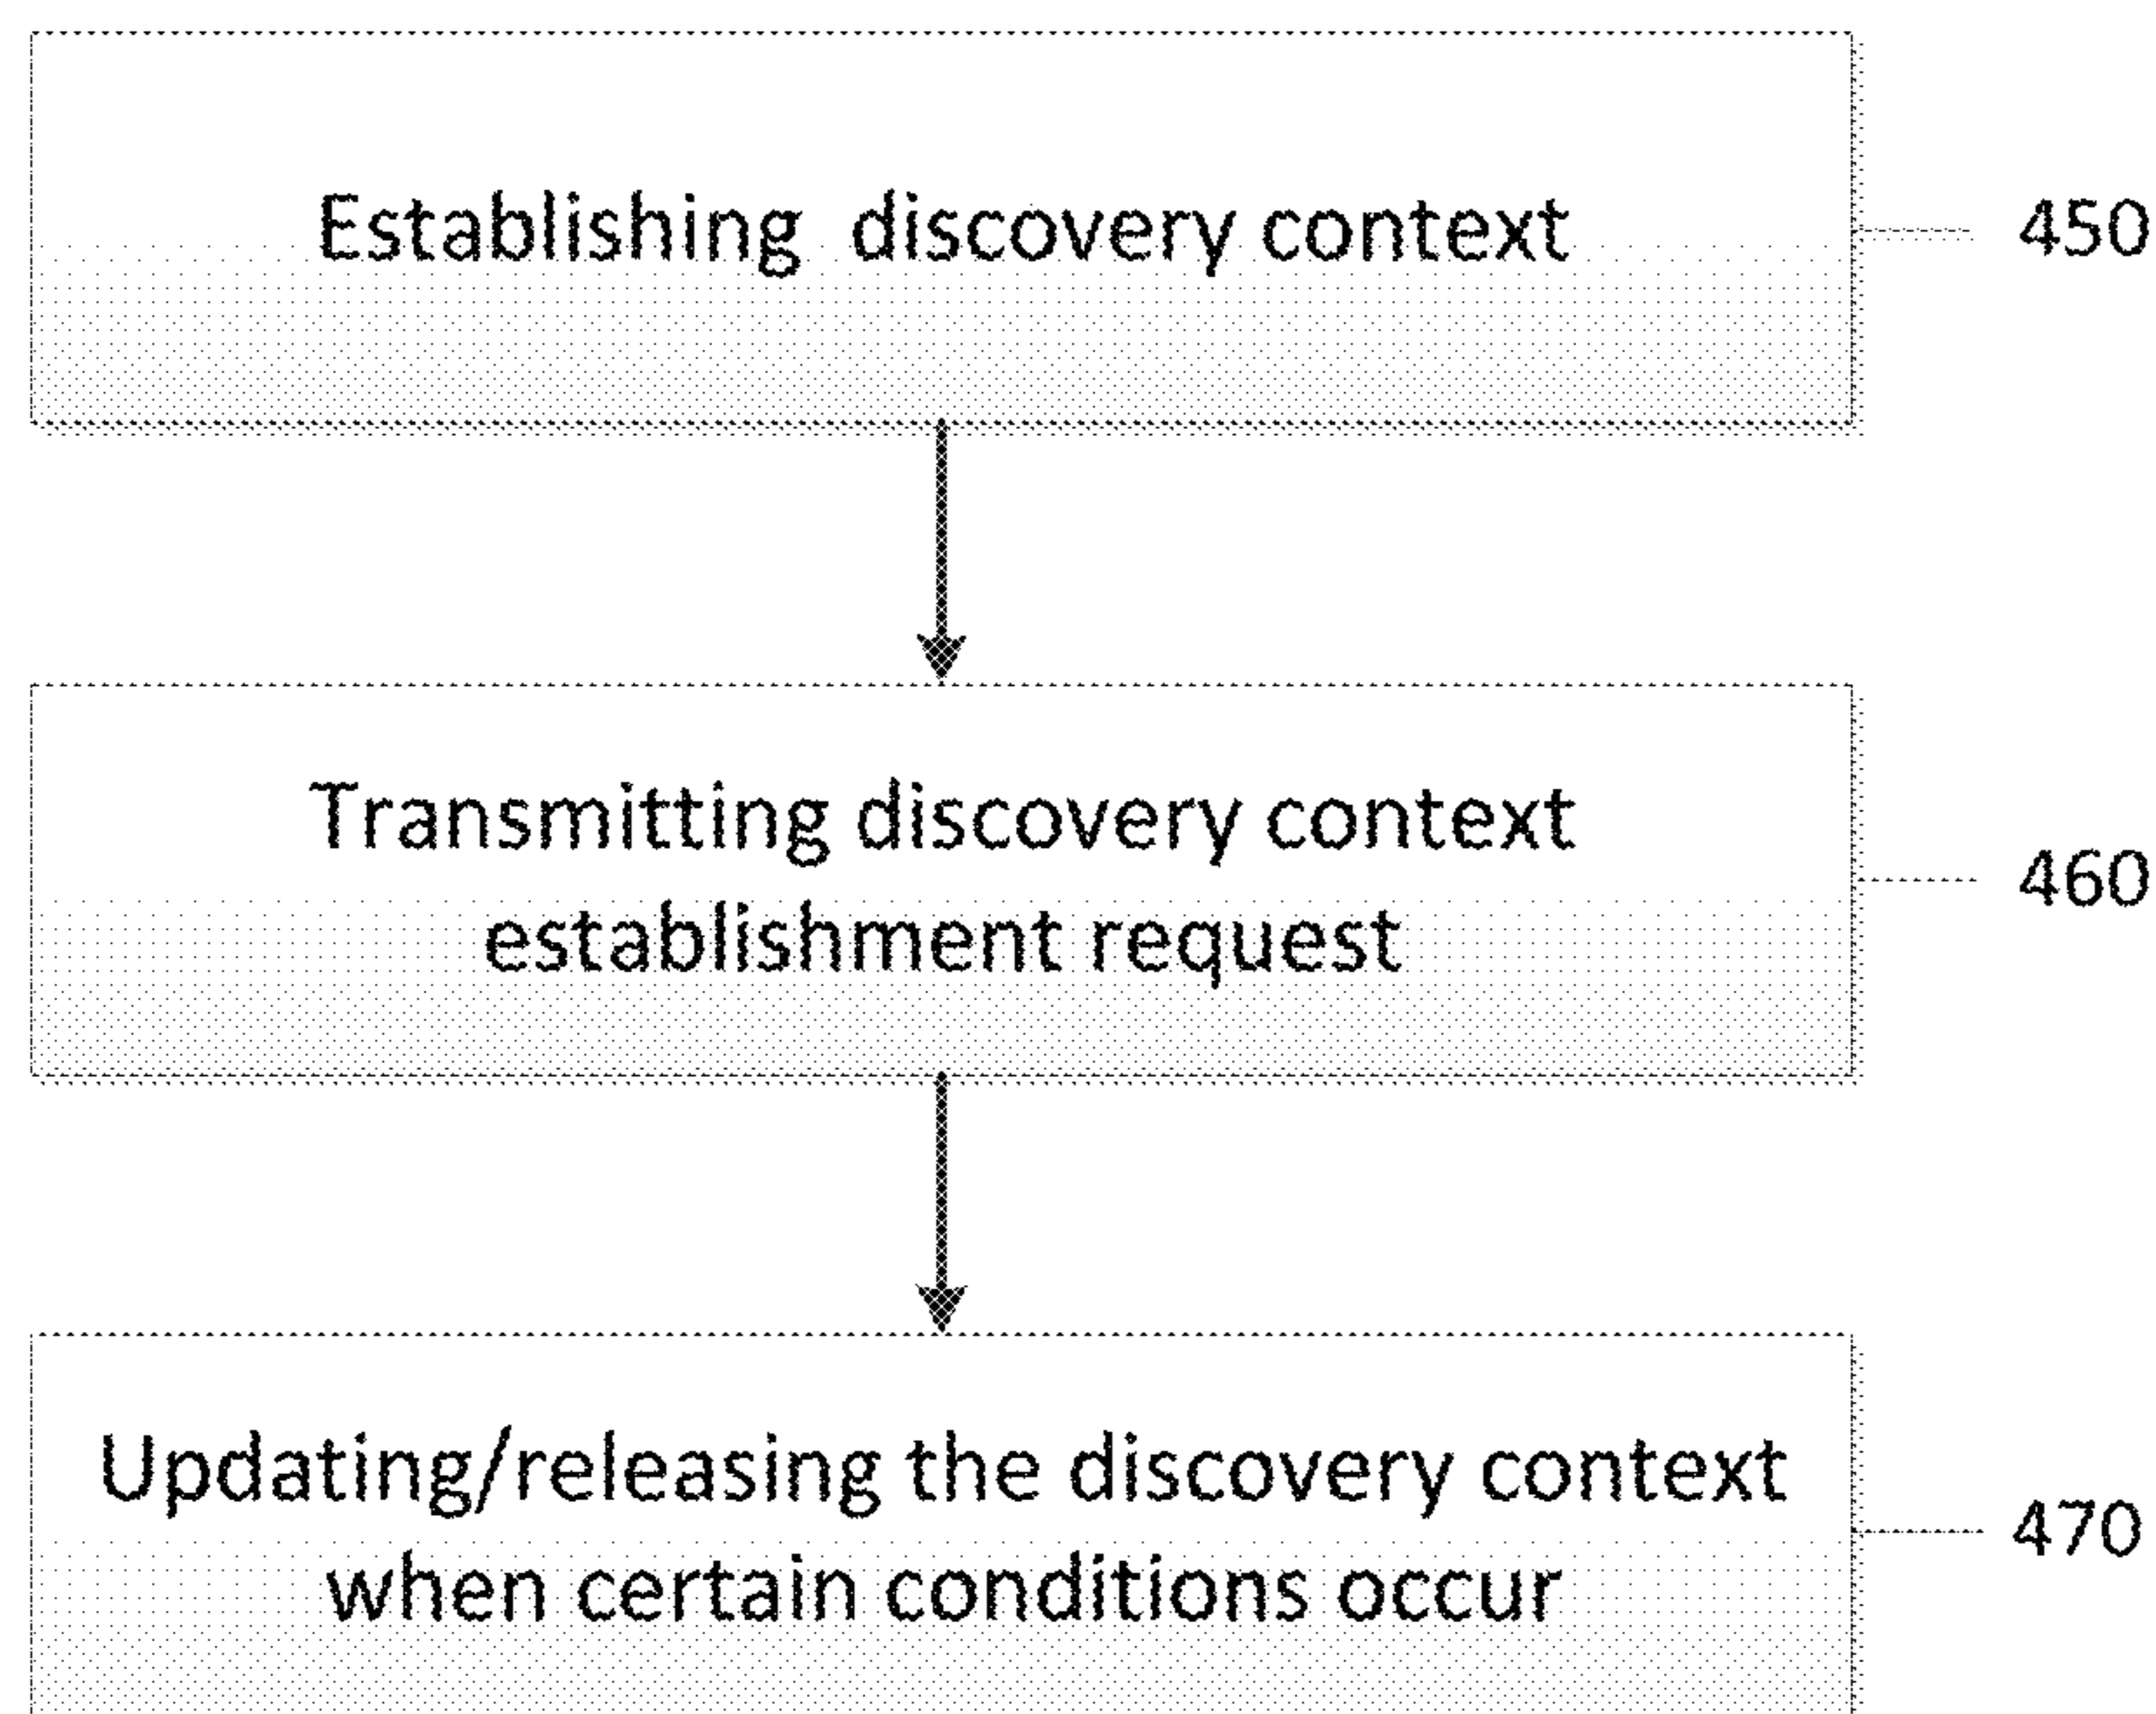 Establishing discovery context
450
Transmitting discovery context
establishment request
460
Updating/releasing the discovery context
when certain conditions occur
470